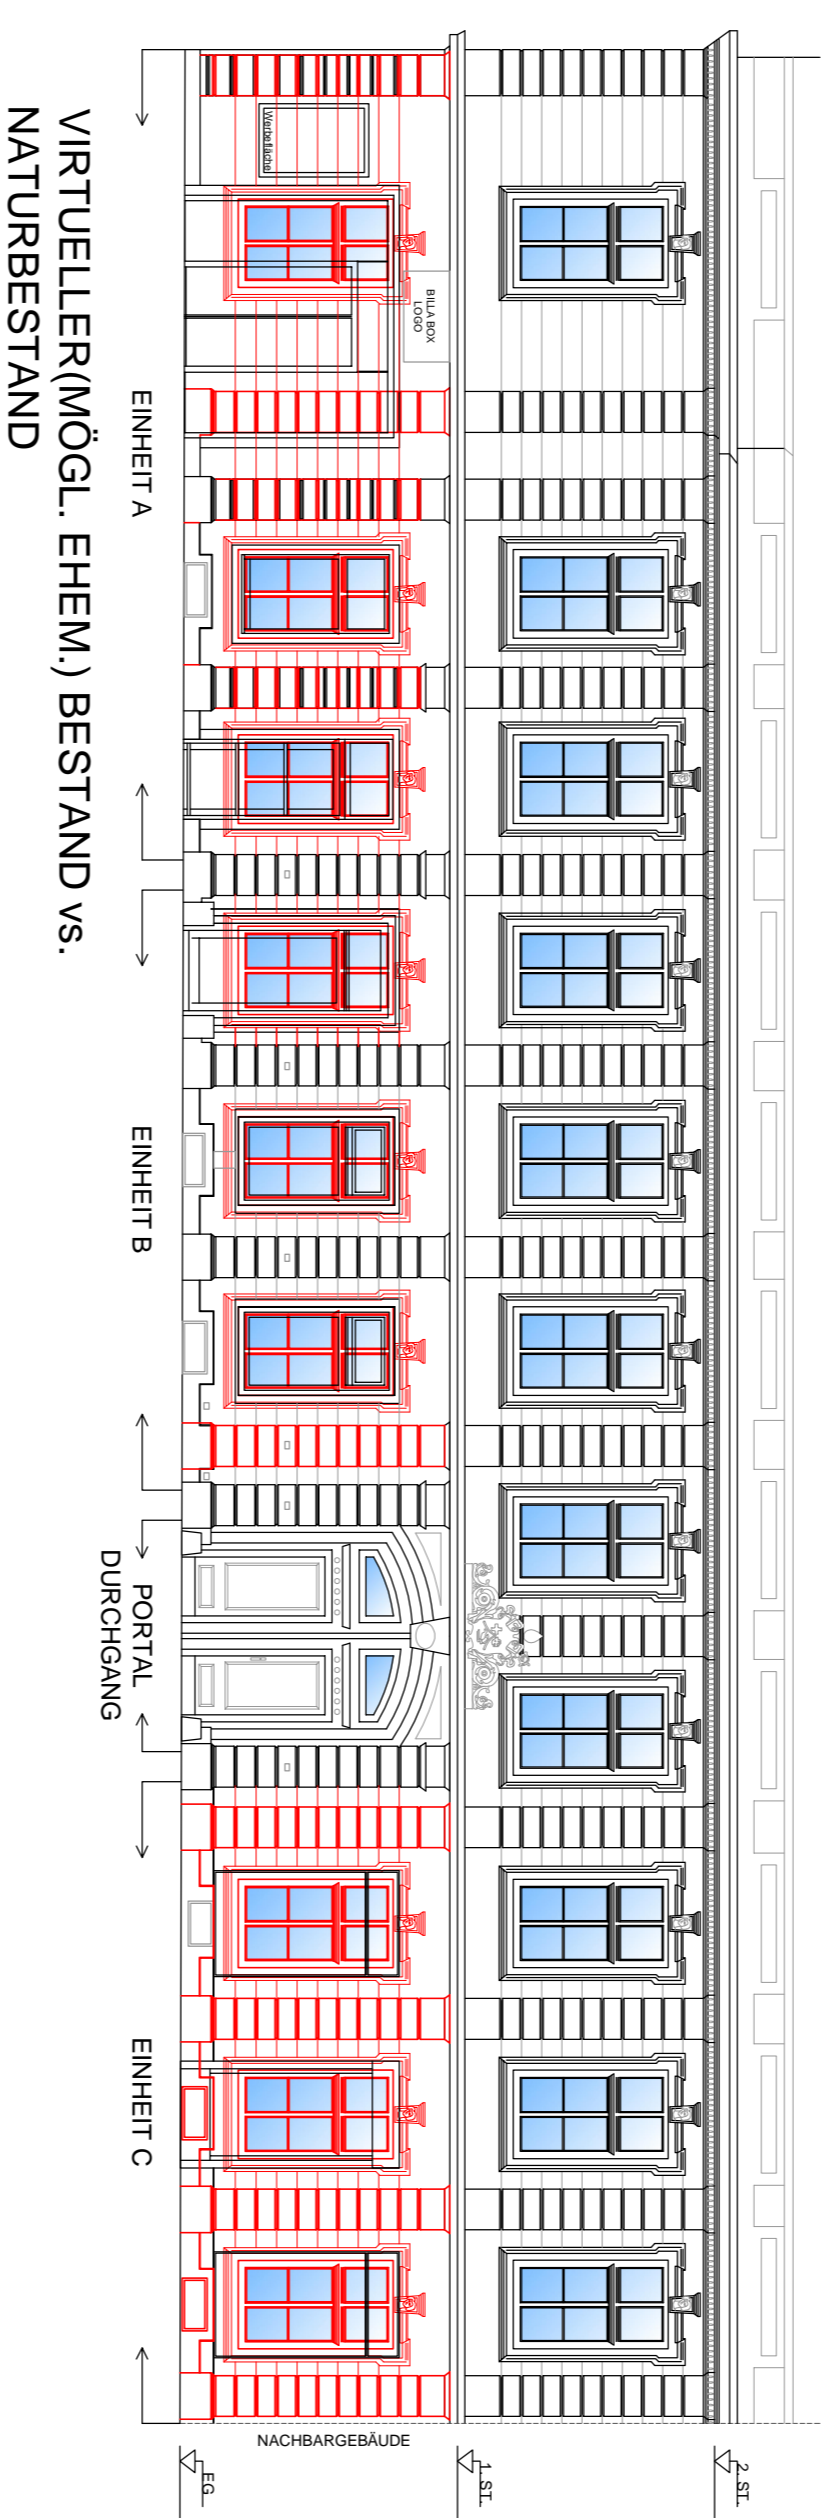 2. ST.
1. ST.
EG
NACHBARGEBÄUDE
BILLA BOX
LOGO
Werbefläche
EINHEIT A
EINHEIT B
PORTAL
DURCHGANG
EINHEIT C
VIRTUELLER(MÖGL. EHEM.) BESTAND vs.
NATURBESTAND